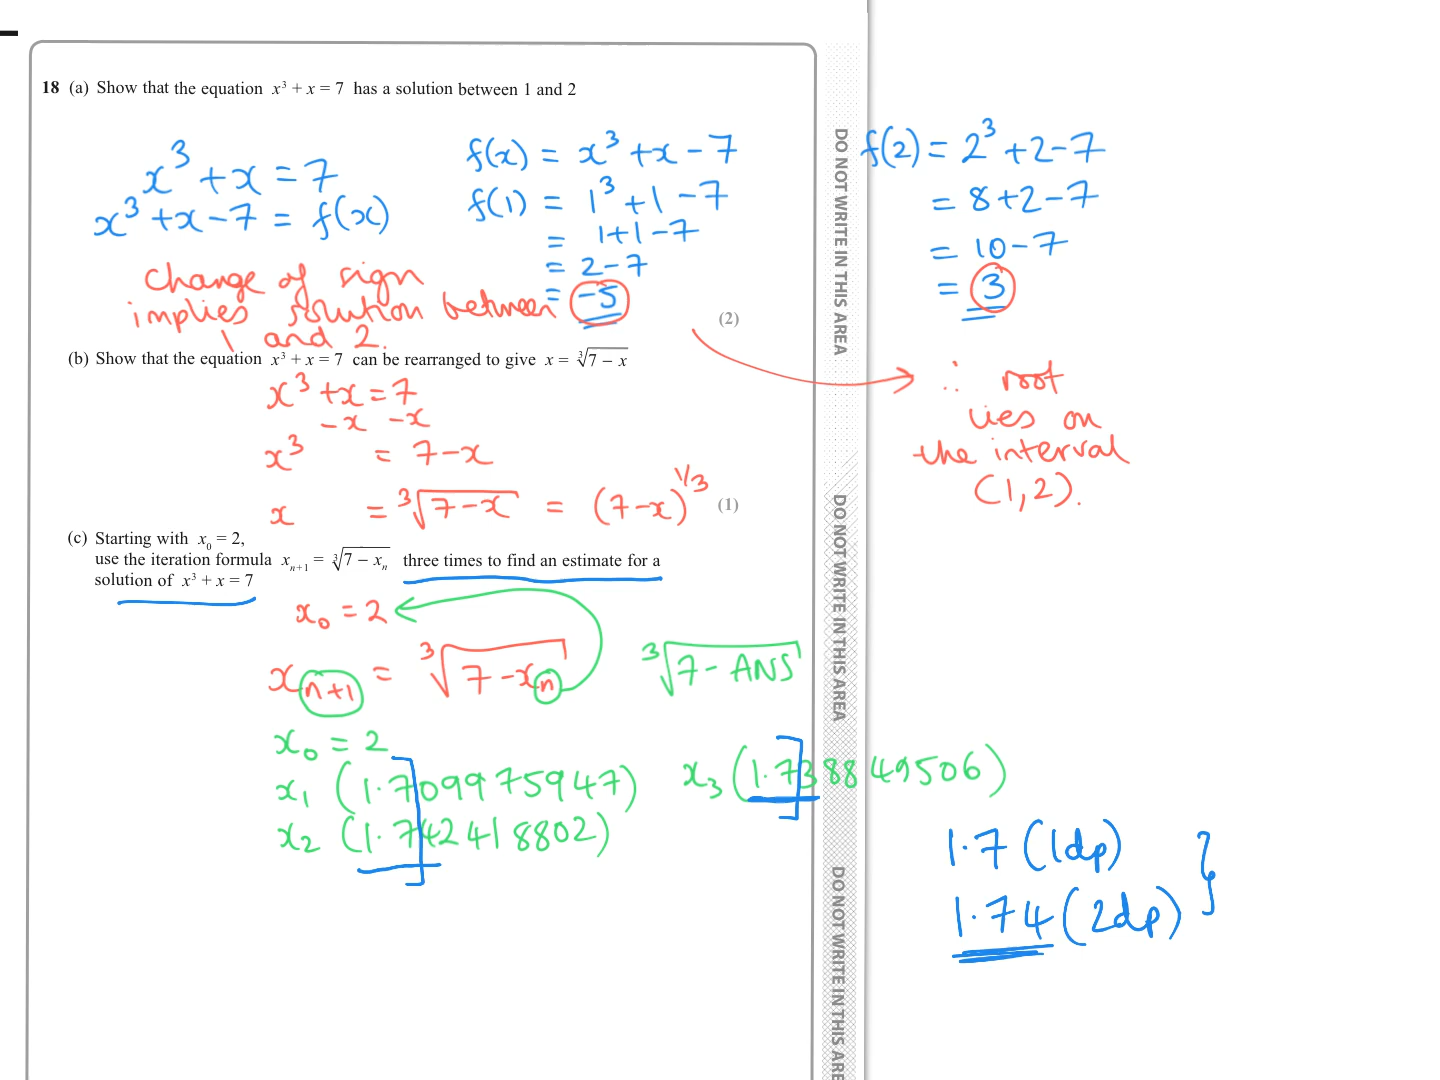 18 (a) Show that the equation x³ + x = 7 has a solution between 1 and 2
x³ + x = 7
x³ + x - 7 = f(x)
f(x) = x³ + x - 7
f(1) = 1³ + 1 - 7
= 1+1-7
= 2-7
= -5
f(2) = 2³ + 2 - 7
= 8+2-7
= 10-7
= 3
change of sign
implies solution between
1 and 2.
(2)
∴ root
lies on
the interval
(1,2).
(b) Show that the equation x³ + x = 7 can be rearranged to give x = ∛(7 − x)
x³ + x = 7
-x -x
x³ = 7-x
x = ∛(7-x) = (7-x)^1/3
(1)
(c) Starting with x₀ = 2,
use the iteration formula xₙ₊₁ = ∛(7 − xₙ) three times to find an estimate for a
solution of x³ + x = 7
x₀ = 2
xₙ₊₁ = ∛(7-xₙ)
∛(7-ANS)
x₀ = 2
x₁ (1.709975947)
x₂ (1.742418802)
x₃ (1.738849506)
1.7 (1dp)
1.74 (2dp)
DO NOT WRITE IN THIS AREA
DO NOT WRITE IN THIS AREA
DO NOT WRITE IN THIS ARE